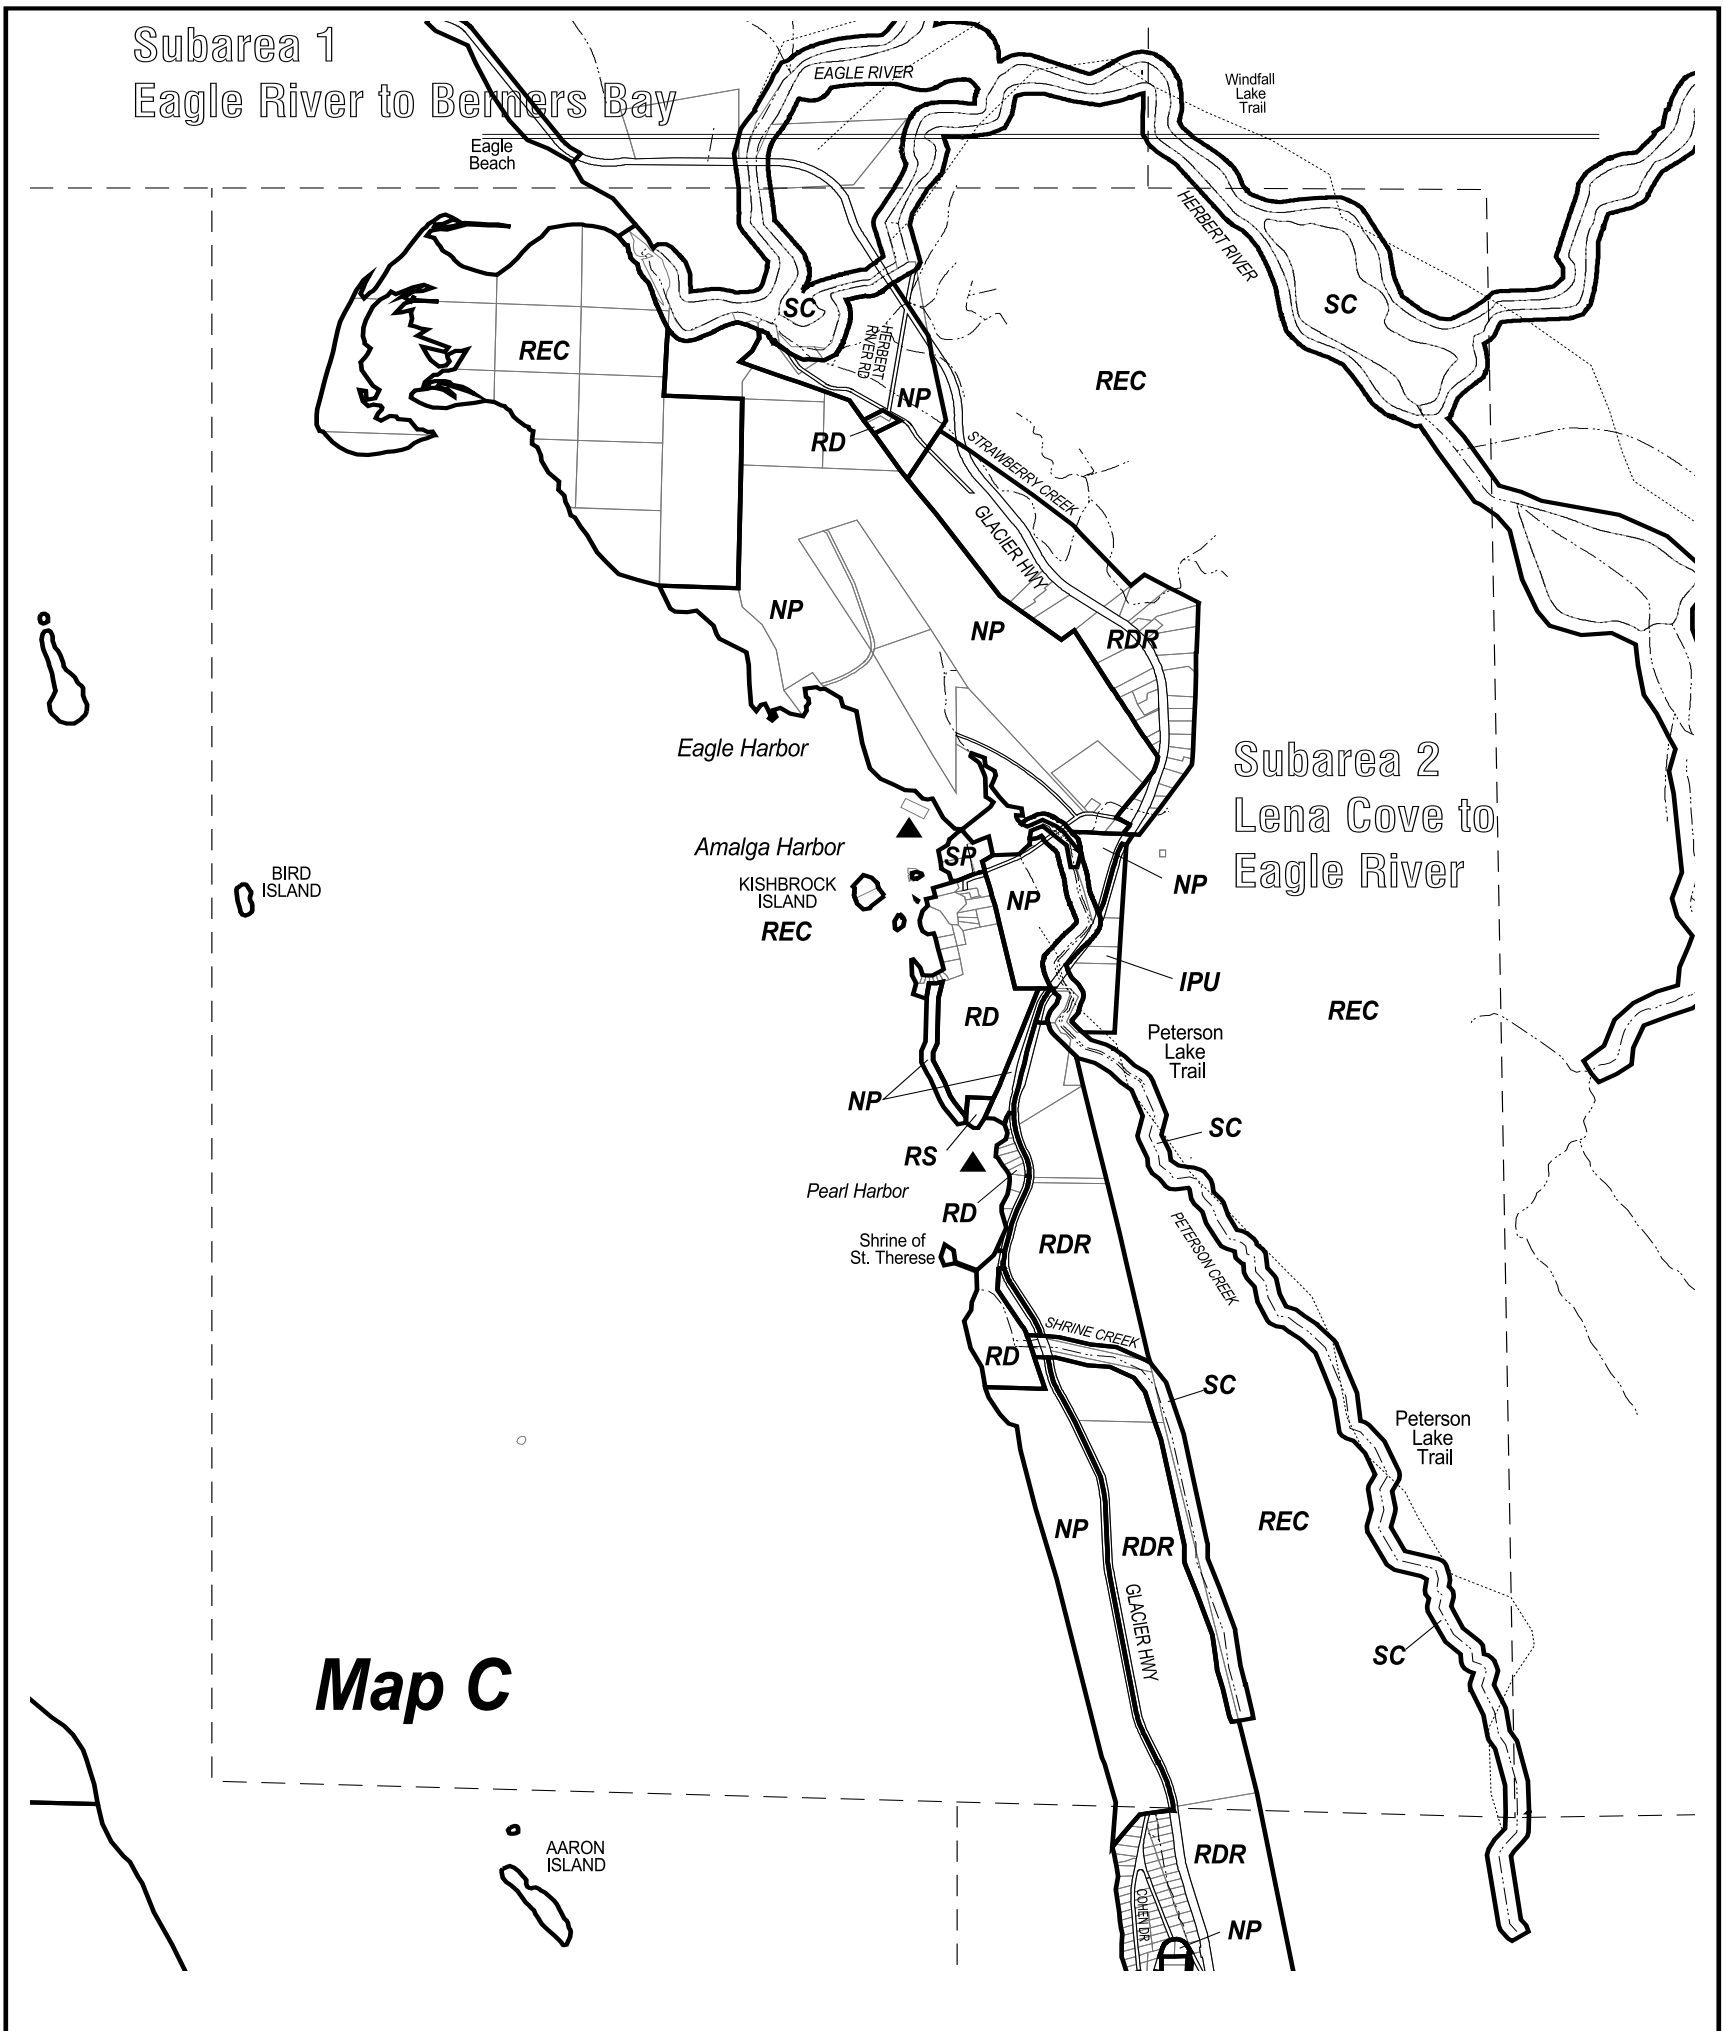 Subarea 1
Eagle River to Berners Bay
EAGLE RIVER
Windfall
Lake
Trail
Eagle
Beach
HERBERT RIVER
SC
SC
REC
HERBERT
RIVER RD
REC
NP
RD
STRAWBERRY CREEK
GLACIER HWY
NP
NP
RDR
Eagle Harbor
Subarea 2
Lena Cove to
Eagle River
Amalga Harbor
SP
BIRD
ISLAND
KISHBROCK
ISLAND
NP
NP
REC
IPU
REC
RD
Peterson
Lake
Trail
NP
SC
RS
Pearl Harbor
RD
PETERSON CREEK
Shrine of
St. Therese
RDR
SHRINE CREEK
RD
SC
Peterson
Lake
Trail
NP
RDR
REC
GLACIER HWY
SC
Map C
AARON
ISLAND
RDR
COHEN DR
NP